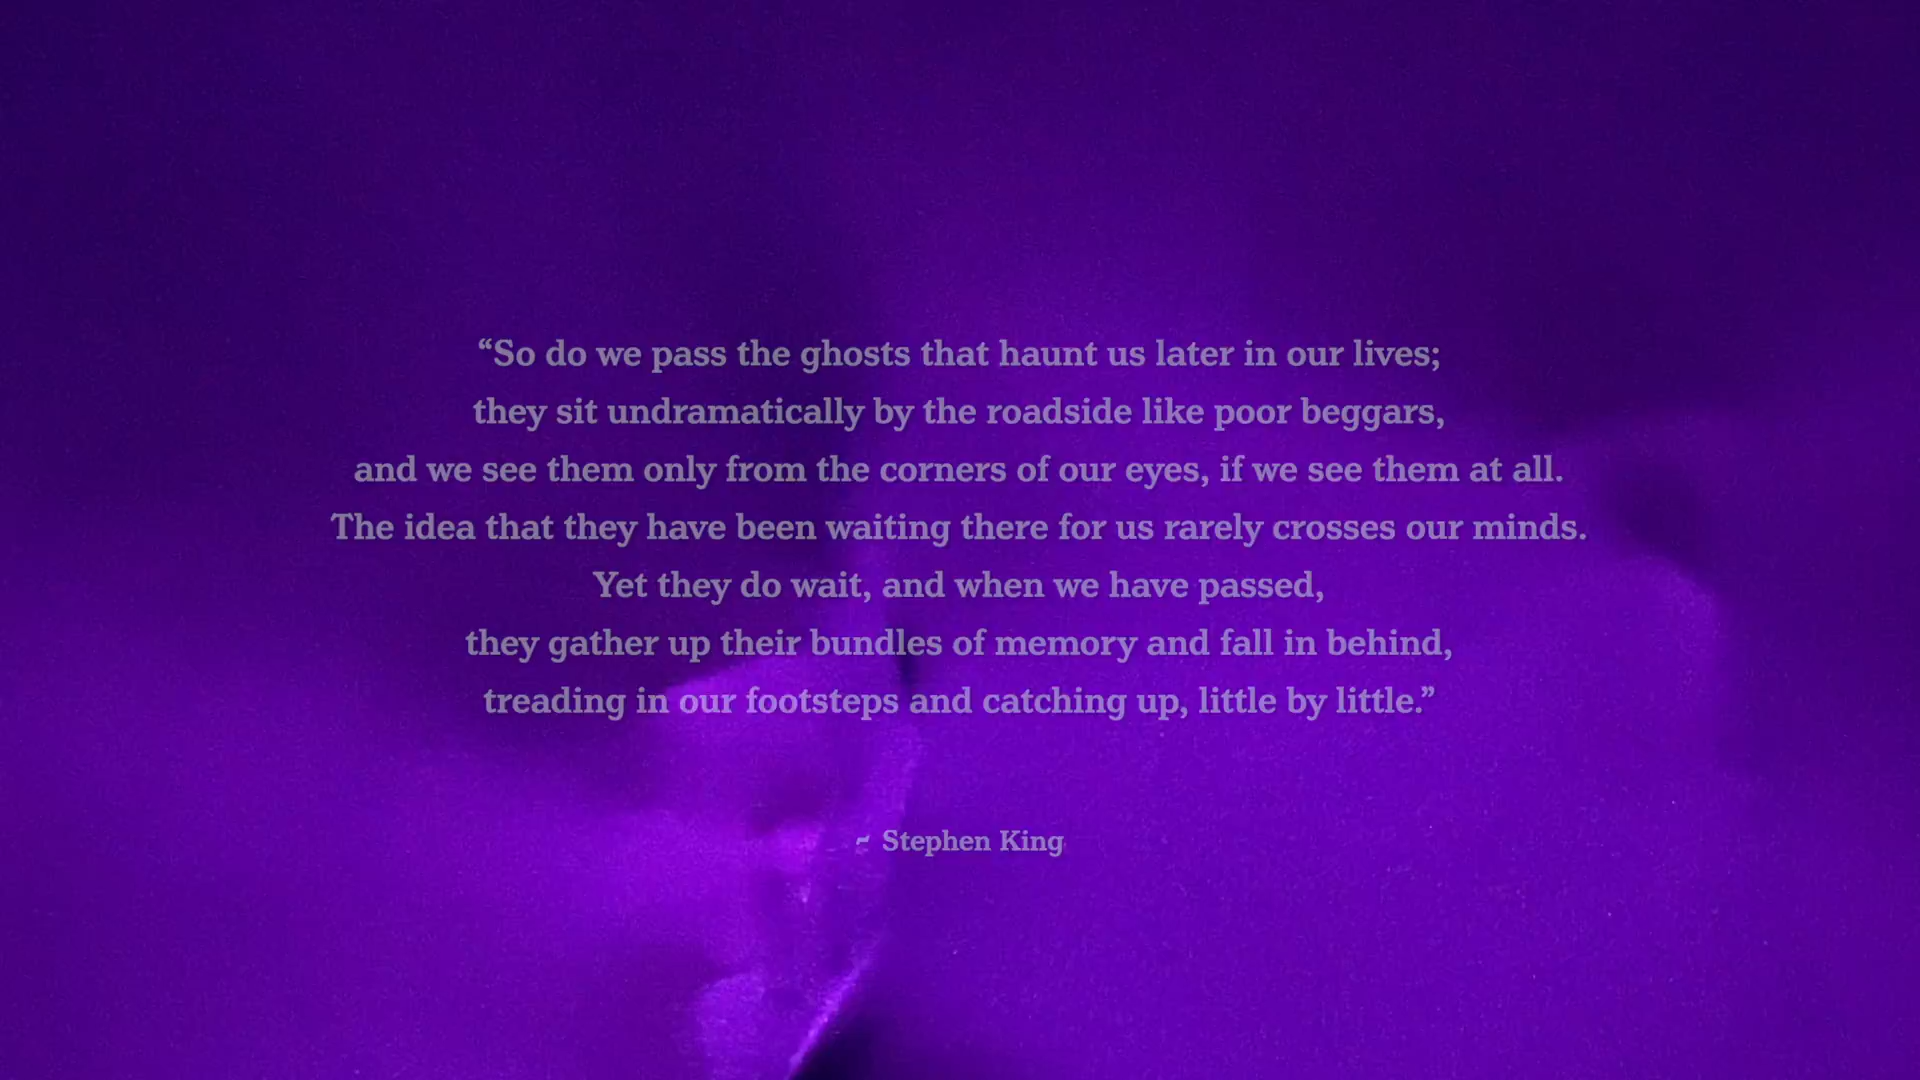 “So do we pass the ghosts that haunt us later in our lives;
they sit undramatically by the roadside like poor beggars,
and we see them only from the corners of our eyes, if we see them at all.
The idea that they have been waiting there for us rarely crosses our minds.
Yet they do wait, and when we have passed,
they gather up their bundles of memory and fall in behind,
treading in our footsteps and catching up, little by little.”
~ Stephen King